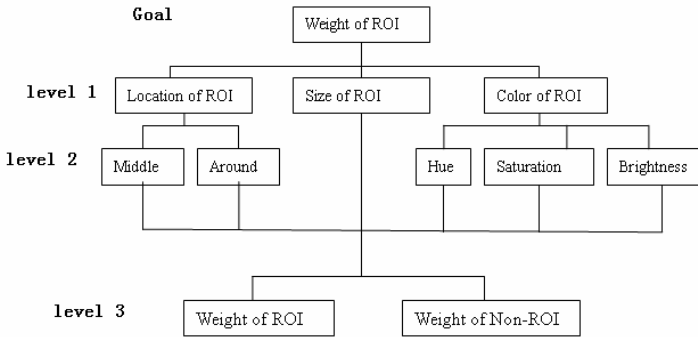 Goal
Weight of ROI
level 1
Location of ROI
Size of ROI
Color of ROI
level 2
Middle
Around
Hue
Saturation
Brightness
level 3
Weight of ROI
Weight of Non-ROI